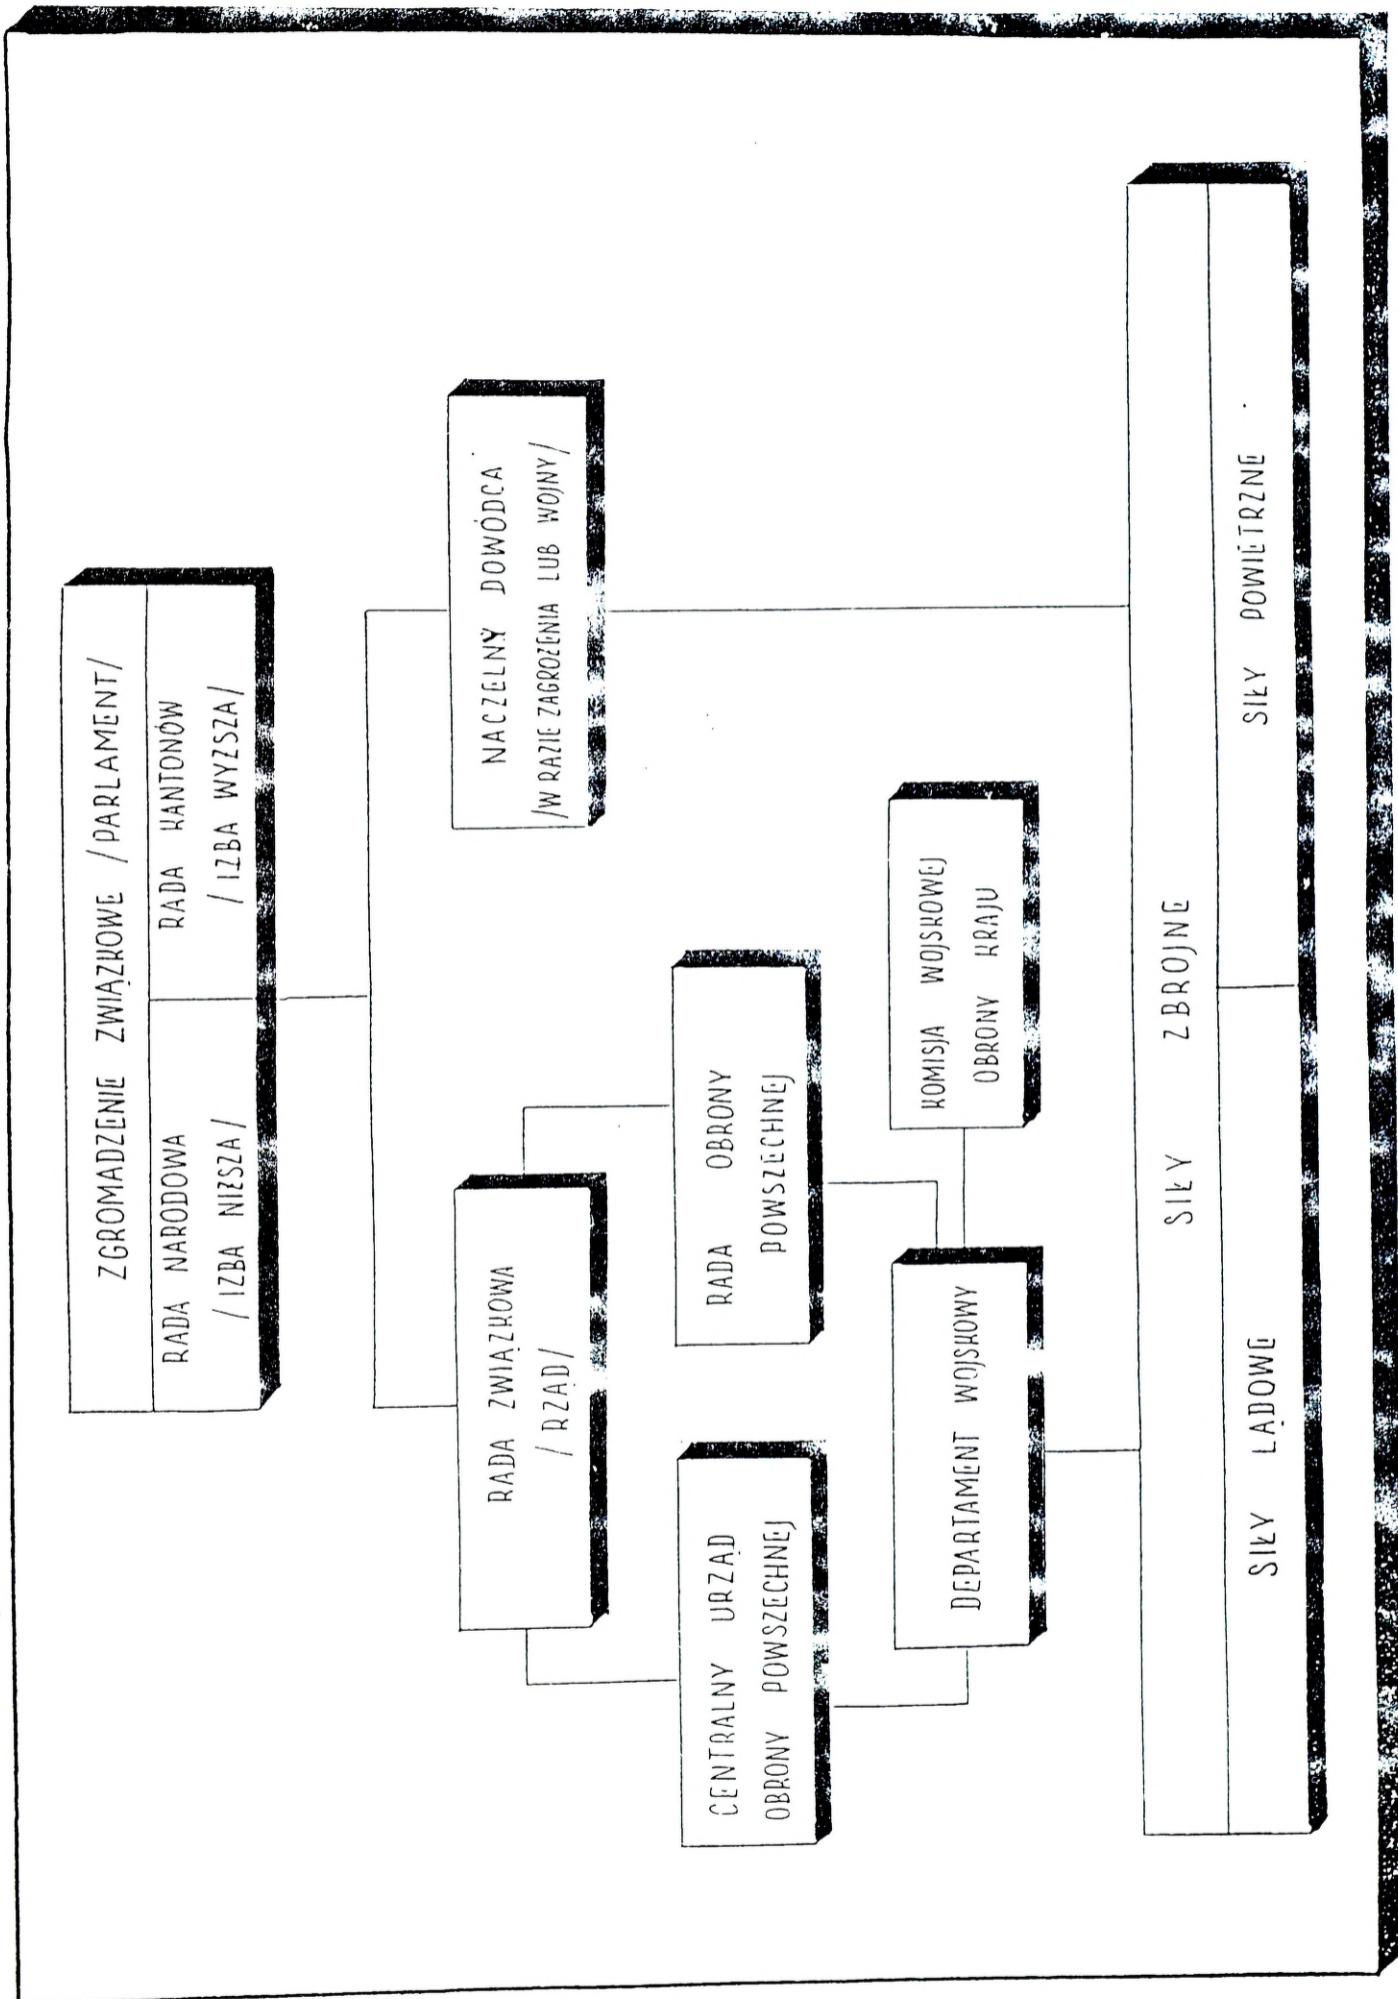 ZGROMADZENIE ZWIĄZKOWE /PARLAMENT/
RADA NARODOWA
/ IZBA NIŻSZA /
RADA KANTONÓW
/ IZBA WYŻSZA /
RADA ZWIĄZKOWA
/ RZĄD /
NACZELNY DOWÓDCA
/W RAZIE ZAGROŻENIA LUB WOJNY/
CENTRALNY URZĄD
OBRONY POWSZECHNEJ
RADA OBRONY
POWSZECHNEJ
DEPARTAMENT WOJSKOWY
KOMISJA WOJSKOWEJ
OBRONY KRAJU
SIŁY ZBROJNE
SIŁY LĄDOWE
SIŁY POWIETRZNE